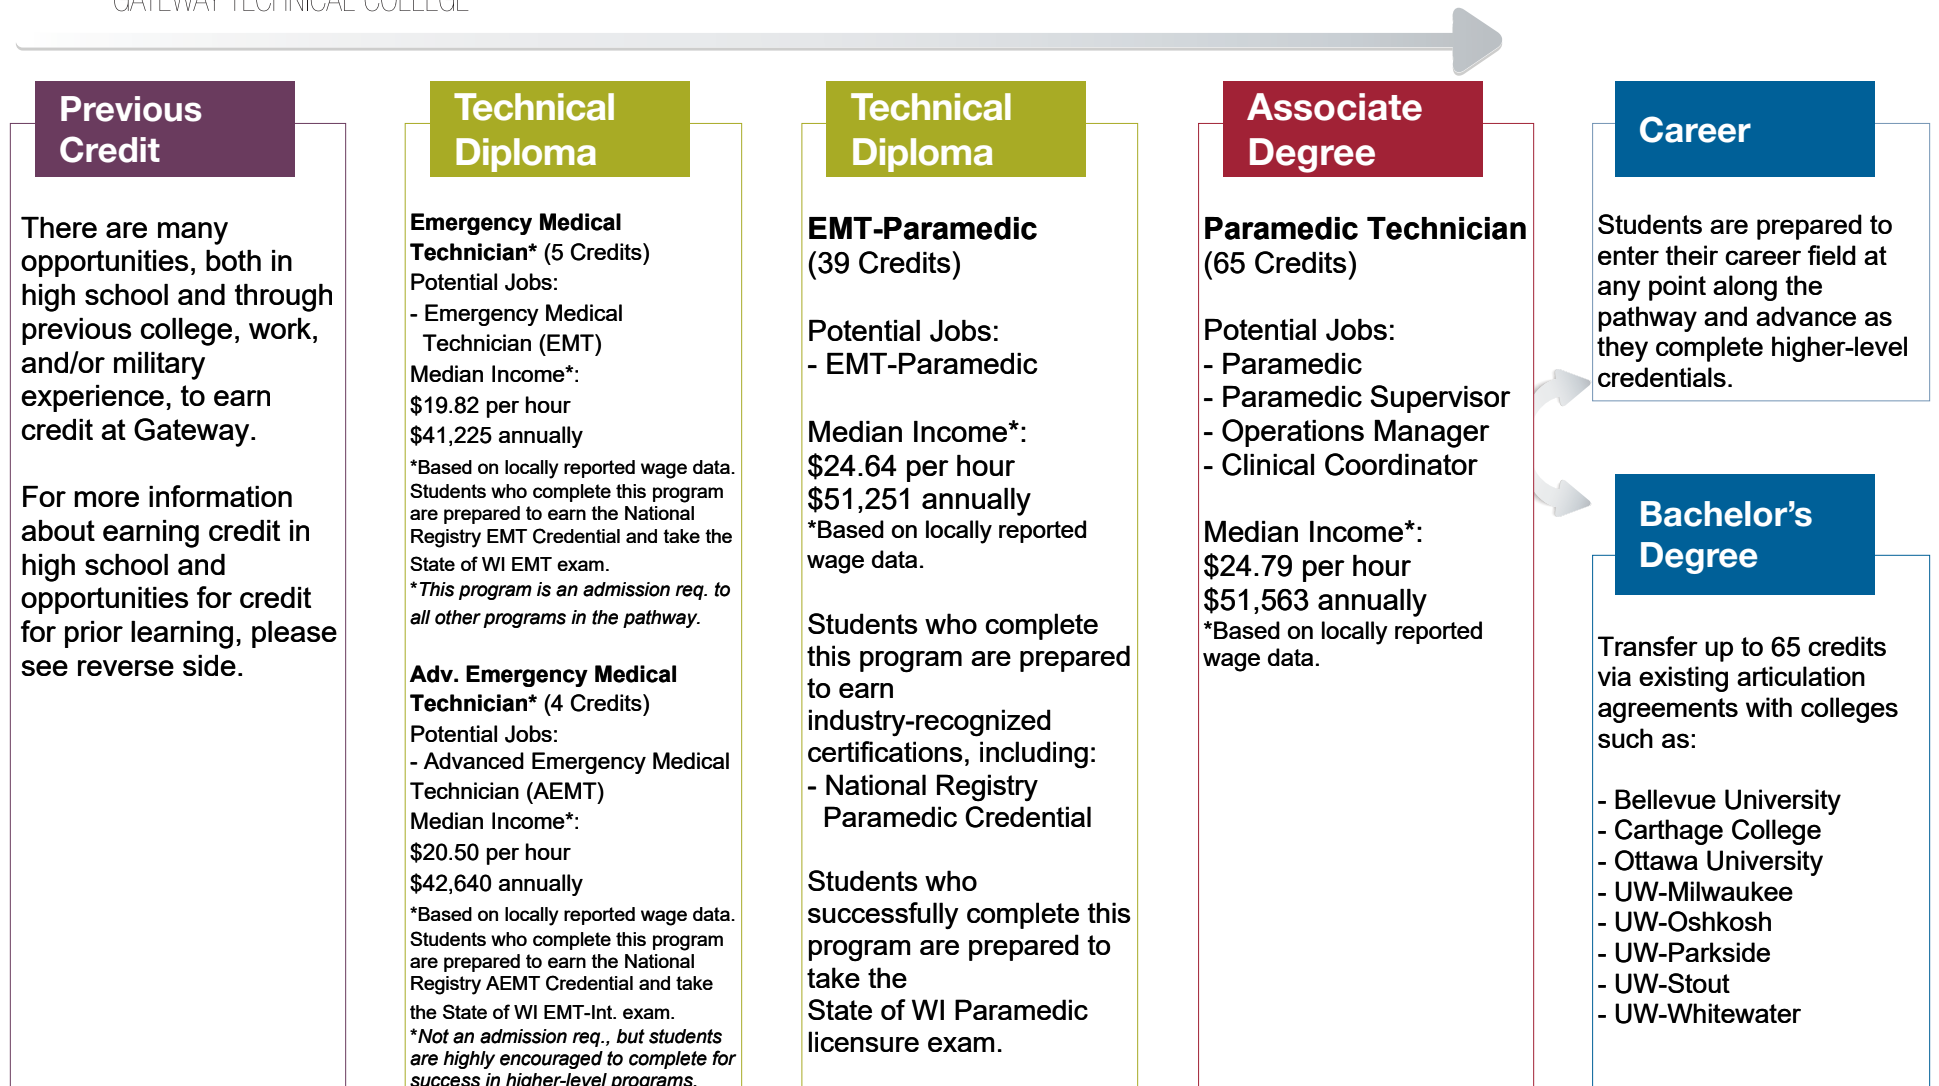 GATEWAY TECHNICAL COLLEGE
Previous
Credit
There are many
opportunities, both in
high school and through
previous college, work,
and/or military
experience, to earn
credit at Gateway.
For more information
about earning credit in
high school and
opportunities for credit
for prior learning, please
see reverse side.
Technical
Diploma
Emergency Medical
Technician* (5 Credits)
Potential Jobs:
- Emergency Medical
Technician (EMT)
Median Income*:
$19.82 per hour
$41,225 annually
*Based on locally reported wage data.
Students who complete this program
are prepared to earn the National
Registry EMT Credential and take the
State of WI EMT exam.
*This program is an admission req. to
all other programs in the pathway.
Adv. Emergency Medical
Technician* (4 Credits)
Potential Jobs:
- Advanced Emergency Medical
Technician (AEMT)
Median Income*:
$20.50 per hour
$42,640 annually
*Based on locally reported wage data.
Students who complete this program
are prepared to earn the National
Registry AEMT Credential and take
the State of WI EMT-Int. exam.
*Not an admission req., but students
are highly encouraged to complete for
success in higher-level programs.
Technical
Diploma
EMT-Paramedic
(39 Credits)
Potential Jobs:
- EMT-Paramedic
Median Income*:
$24.64 per hour
$51,251 annually
*Based on locally reported
wage data.
Students who complete
this program are prepared
to earn
industry-recognized
certifications, including:
- National Registry
Paramedic Credential
Students who
successfully complete this
program are prepared to
take the
State of WI Paramedic
licensure exam.
Associate
Degree
Paramedic Technician
(65 Credits)
Potential Jobs:
- Paramedic
- Paramedic Supervisor
- Operations Manager
- Clinical Coordinator
Median Income*:
$24.79 per hour
$51,563 annually
*Based on locally reported
wage data.
Career
Students are prepared to
enter their career field at
any point along the
pathway and advance as
they complete higher-level
credentials.
Bachelor's
Degree
Transfer up to 65 credits
via existing articulation
agreements with colleges
such as:
- Bellevue University
- Carthage College
- Ottawa University
- UW-Milwaukee
- UW-Oshkosh
- UW-Parkside
- UW-Stout
- UW-Whitewater